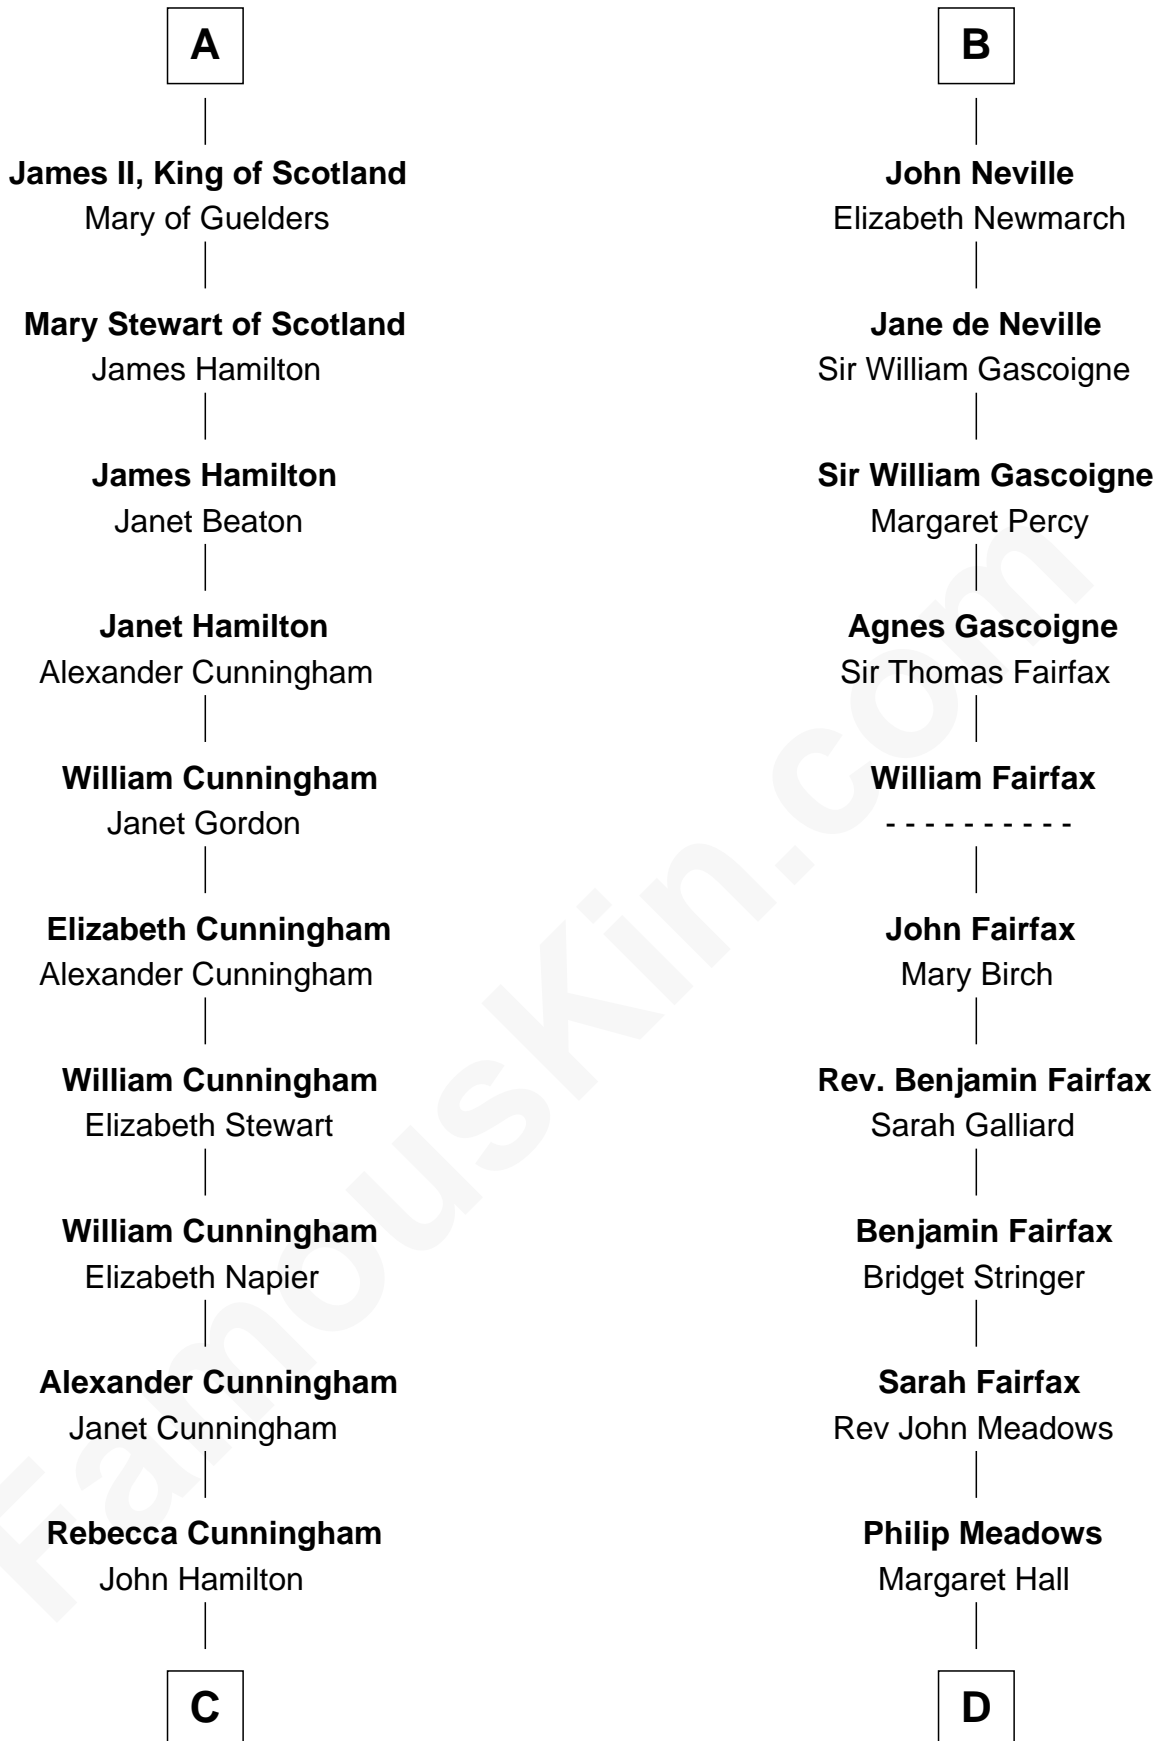 A
James II, King of Scotland
Mary of Guelders
Mary Stewart of Scotland
James Hamilton
James Hamilton
Janet Beaton
Janet Hamilton
Alexander Cunningham
William Cunningham
Janet Gordon
Elizabeth Cunningham
Alexander Cunningham
William Cunningham
Elizabeth Stewart
William Cunningham
Elizabeth Napier
Alexander Cunningham
Janet Cunningham
Rebecca Cunningham
John Hamilton
C
B
John Neville
Elizabeth Newmarch
Jane de Neville
Sir William Gascoigne
Sir William Gascoigne
Margaret Percy
Agnes Gascoigne
Sir Thomas Fairfax
William Fairfax
- - - - - - - - - -
John Fairfax
Mary Birch
Rev. Benjamin Fairfax
Sarah Galliard
Benjamin Fairfax
Bridget Stringer
Sarah Fairfax
Rev John Meadows
Philip Meadows
Margaret Hall
D
FamousKin.com